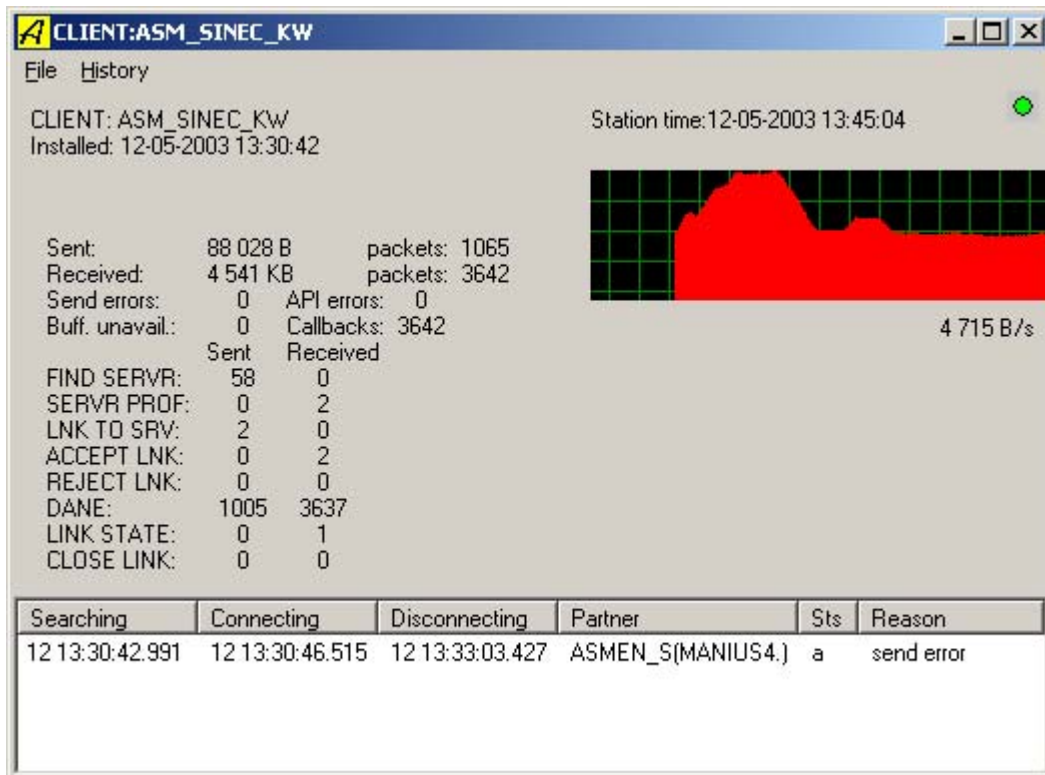 A CLIENT:ASM_SINEC_KW
File History
CLIENT: ASM_SINEC_KW
Installed: 12-05-2003 13:30:42
Station time:12-05-2003 13:45:04
Sent: 88 028 B packets: 1065
Received: 4 541 KB packets: 3642
Send errors: 0 API errors: 0
Buff. unavail.: 0 Callbacks: 3642
4 715 B/s
Sent Received
FIND SERVR: 58 0
SERVR PROF: 0 2
LNK TO SRV: 2 0
ACCEPT LNK: 0 2
REJECT LNK: 0 0
DANE: 1005 3637
LINK STATE: 0 1
CLOSE LINK: 0 0
Searching Connecting Disconnecting Partner Sts Reason
12 13:30:42.991 12 13:30:46.515 12 13:33:03.427 ASMEN_S(MANIUS4.) a send error